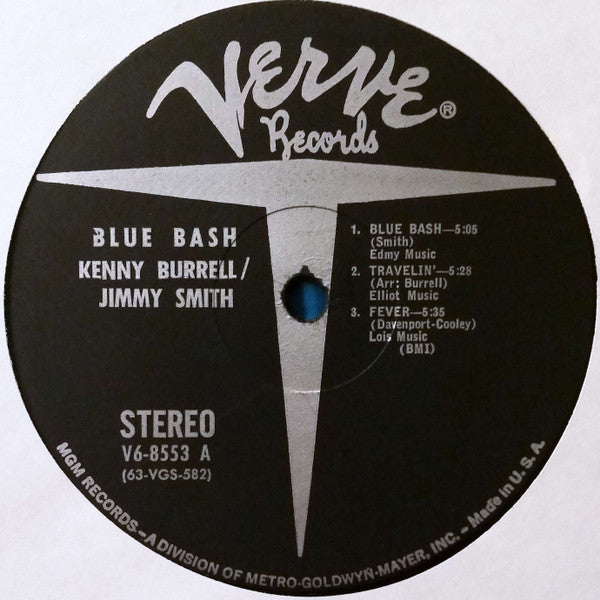 Verve®
Records
BLUE BASH
KENNY BURRELL/
JIMMY SMITH
1. BLUE BASH—5:05
(Smith)
Edmy Music
2. TRAVELIN'—5:28
(Arr: Burrell)
Elliot Music
3. FEVER—5:35
(Davenport-Cooley)
Lois Music
(BMI)
STEREO
V6-8553 A
(63-VGS-582)
MGM RECORDS—A DIVISION OF METRO-GOLDWYN-MAYER, INC. – Made in U. S. A.